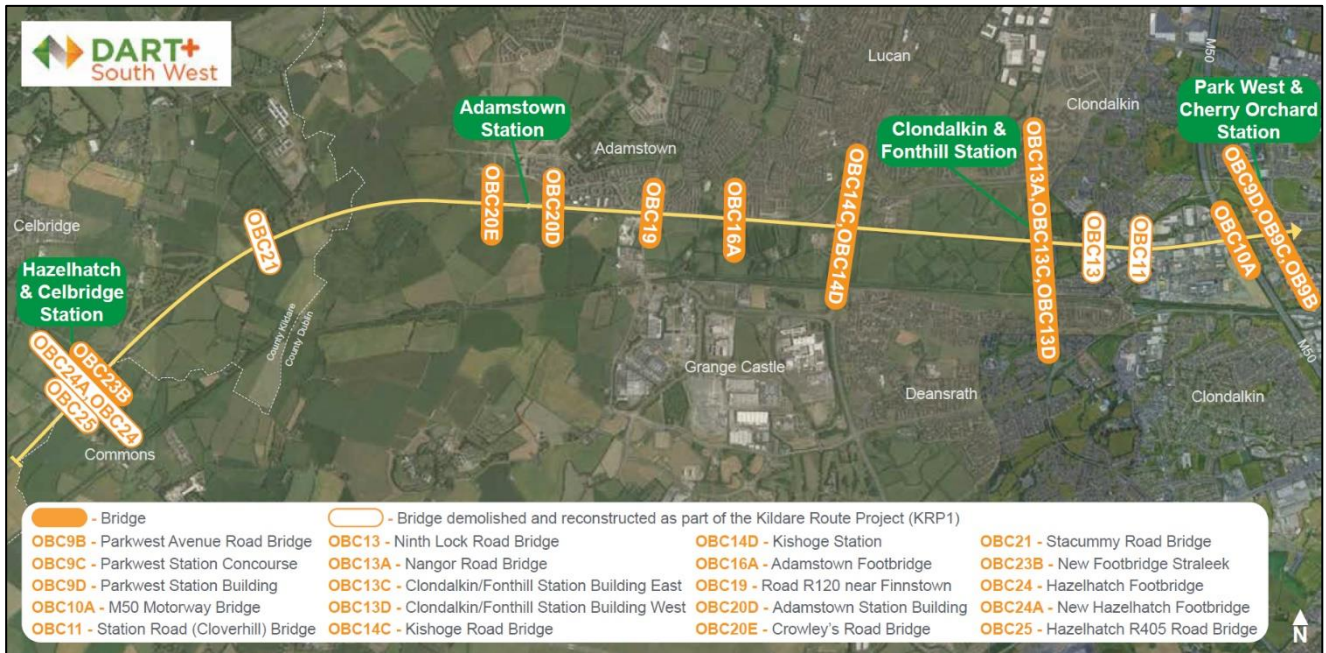 DART+
South West
Lucan
M50
Park West &
Cherry Orchard
Station
Clondalkin
Adamstown
Station
Clondalkin &
Fonthill Station
Adamstown
OBC20E
OBC20D
OBC19
OBC16A
OBC14C,OBC14D
OBC13A,OBC13C,OBC13D
OBC13
OBC11
OBC10A
OBC9D,OB9C,OB9B
OBC21
Celbridge
Hazelhatch
& Celbridge
Station
County Kildare
County Dublin
OBC23B
OBC24A,OBC24
OBC25
Commons
Grange Castle
Deansrath
Clondalkin
M50
- Bridge
- Bridge demolished and reconstructed as part of the Kildare Route Project (KRP1)
OBC9B - Parkwest Avenue Road Bridge
OBC9C - Parkwest Station Concourse
OBC9D - Parkwest Station Building
OBC10A - M50 Motorway Bridge
OBC11 - Station Road (Cloverhill) Bridge
OBC13 - Ninth Lock Road Bridge
OBC13A - Nangor Road Bridge
OBC13C - Clondalkin/Fonthill Station Building East
OBC13D - Clondalkin/Fonthill Station Building West
OBC14C - Kishoge Road Bridge
OBC14D - Kishoge Station
OBC16A - Adamstown Footbridge
OBC19 - Road R120 near Finnstown
OBC20D - Adamstown Station Building
OBC20E - Crowley's Road Bridge
OBC21 - Stacummy Road Bridge
OBC23B - New Footbridge Straleek
OBC24 - Hazelhatch Footbridge
OBC24A - New Hazelhatch Footbridge
OBC25 - Hazelhatch R405 Road Bridge
N